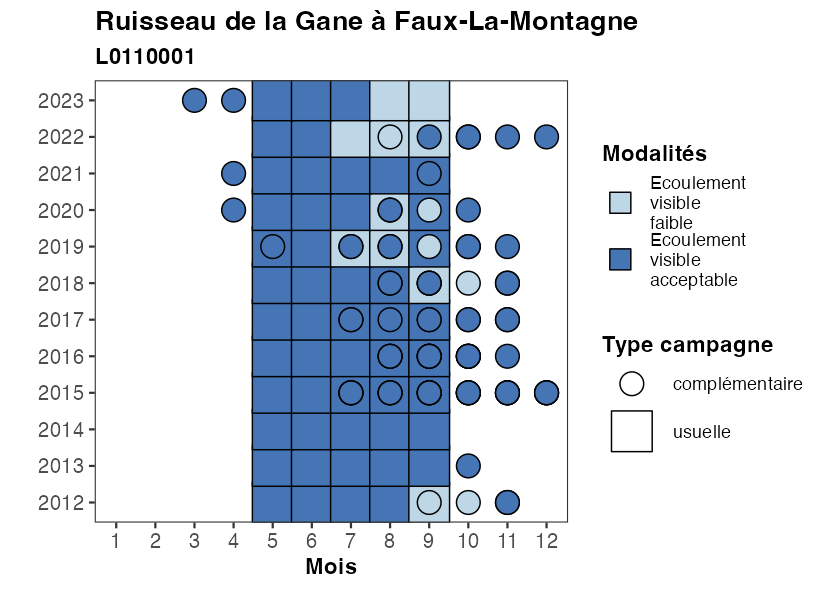 Ruisseau de la Gane à Faux-La-Montagne
L0110001
2023
2022
2021
2020
2019
2018
2017
2016
2015
2014
2013
2012
1 2 3 4 5 6 7 8 9 10 11 12
Mois
Modalités
Ecoulement
visible
faible
Ecoulement
visible
acceptable
Type campagne
complémentaire
usuelle